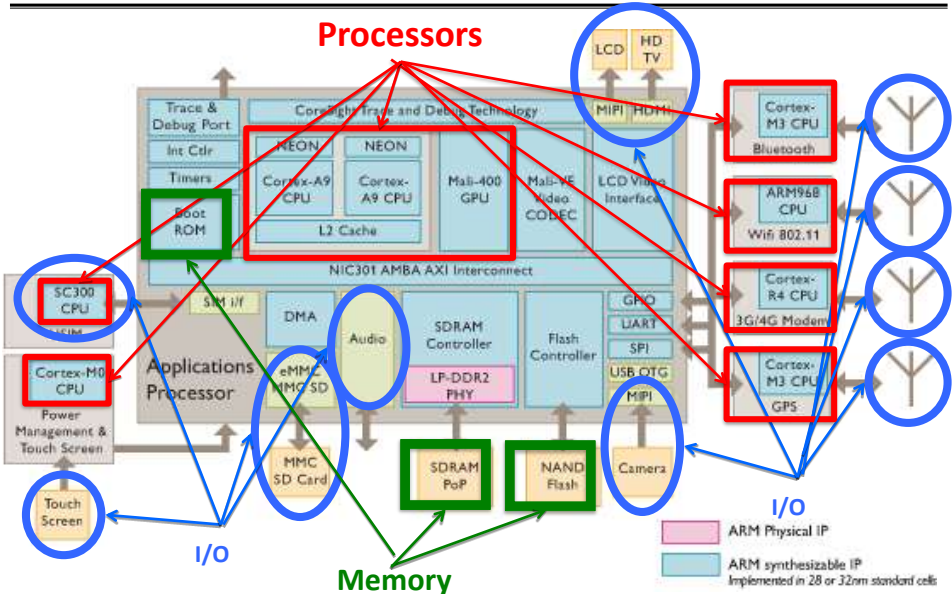 Processors
LCD
HD
TV
Trace &
Debug Port
CoreSight Trace and Debug Technology
MIPI
HDMI
Int Ctlr
Timers
Boot
ROM
NEON
Cortex-A9
CPU
NEON
Cortex-
A9 CPU
L2 Cache
Mali-400
GPU
Mali-VE
Video
CODEC
LCD Video
Interface
NIC301 AMBA AXI Interconnect
Cortex-
M3 CPU
Bluetooth
ARM968
CPU
Wifi 802.11
Cortex-
R4 CPU
3G/4G Modem
Cortex-
M3 CPU
GPS
SC300
CPU
SIM i/f
DMA
Audio
SDRAM
Controller
Flash
Controller
GPIO
UART
SPI
USB OTG
MIPI
Cortex-M0
CPU
Applications
Processor
eMMC
MMC SD
LP-DDR2
PHY
Power
Management &
Touch Screen
MMC
SD Card
SDRAM
PoP
NAND
Flash
Camera
Touch
Screen
I/O
I/O
Memory
ARM Physical IP
ARM synthesizable IP
Implemented in 28 or 32nm standard cells